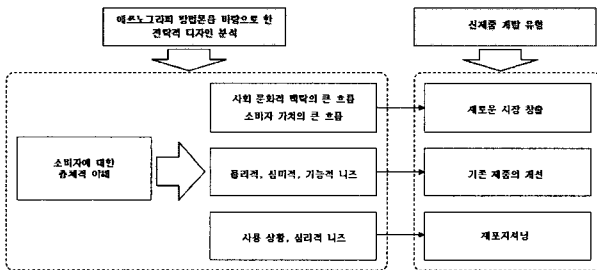 에쓰노그라피 방법론을 바탕으로 한
전략적 디자인 분석
신제품 개발 유형
사회 문화적 맥락의 큰 흐름
소비자 가치의 큰 흐름
새로운 시장 창출
소비자에 대한
총체적 이해
물리적, 심미적, 기능적 니즈
기존 제품의 개선
사용 상황, 심리적 니즈
재포지셔닝